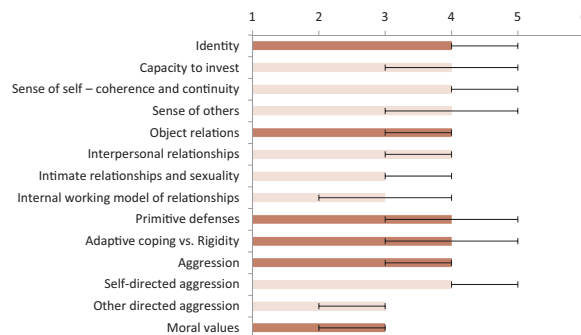 1 2 3 4 5
Identity
Capacity to invest
Sense of self – coherence and continuity
Sense of others
Object relations
Interpersonal relationships
Intimate relationships and sexuality
Internal working model of relationships
Primitive defenses
Adaptive coping vs. Rigidity
Aggression
Self-directed aggression
Other directed aggression
Moral values